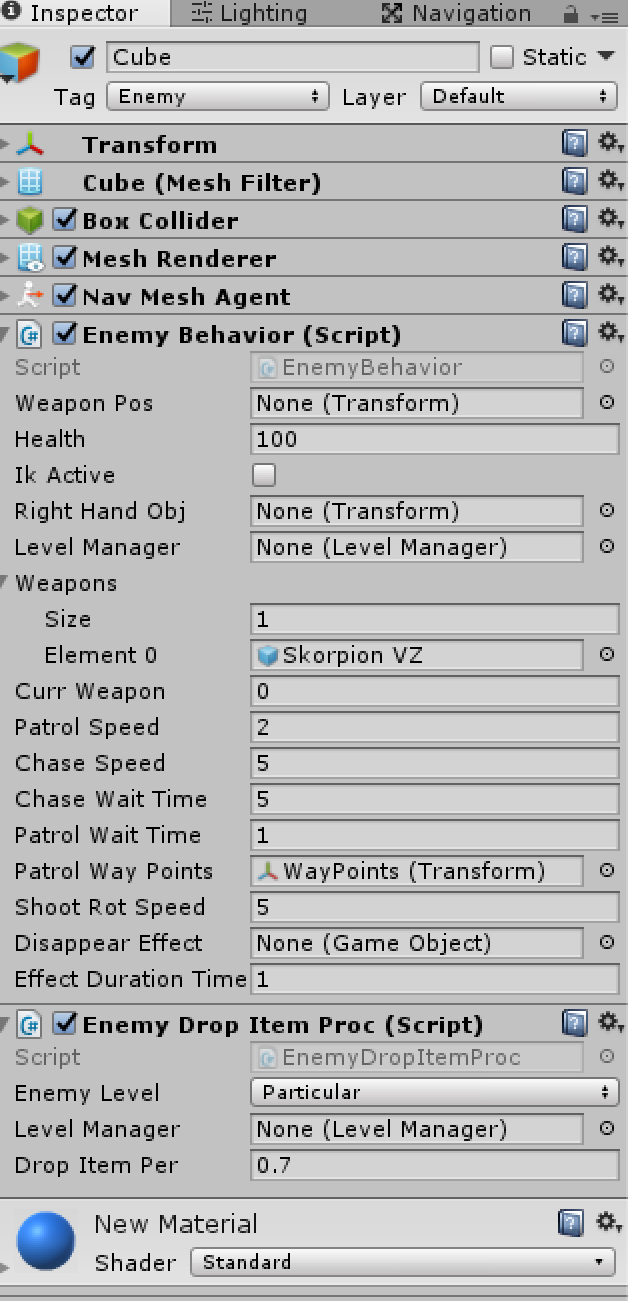 Inspector Lighting Navigation
Cube Static
Tag Enemy Layer Default
Transform
Cube (Mesh Filter)
Box Collider
Mesh Renderer
Nav Mesh Agent
Enemy Behavior (Script)
Script EnemyBehavior
Weapon Pos None (Transform)
Health 100
Ik Active
Right Hand Obj None (Transform)
Level Manager None (Level Manager)
Weapons
Size 1
Element 0 Skorpion VZ
Curr Weapon 0
Patrol Speed 2
Chase Speed 5
Chase Wait Time 5
Patrol Wait Time 1
Patrol Way Points WayPoints (Transform)
Shoot Rot Speed 5
Disappear Effect None (Game Object)
Effect Duration Time 1
Enemy Drop Item Proc (Script)
Script EnemyDropItemProc
Enemy Level Particular
Level Manager None (Level Manager)
Drop Item Per 0.7
New Material
Shader Standard